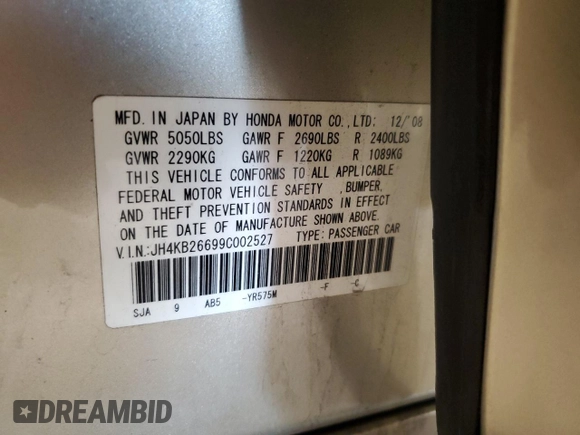 MFD. IN JAPAN BY HONDA MOTOR CO.,LTD: 12/'08
GVWR 5050LBS GAWR F 2690LBS R 2400LBS
GVWR 2290KG GAWR F 1220KG R 1089KG
THIS VEHICLE CONFORMS TO ALL APPLICABLE
FEDERAL MOTOR VEHICLE SAFETY ,BUMPER,
AND THEFT PREVENTION STANDARDS IN EFFECT
ON THE DATE OF MANUFACTURE SHOWN ABOVE.
V.I.N.:JH4KB26699C002527 TYPE: PASSENGER CAR
SJA 9 AB5 -YR575M -F -C
DREAMBID